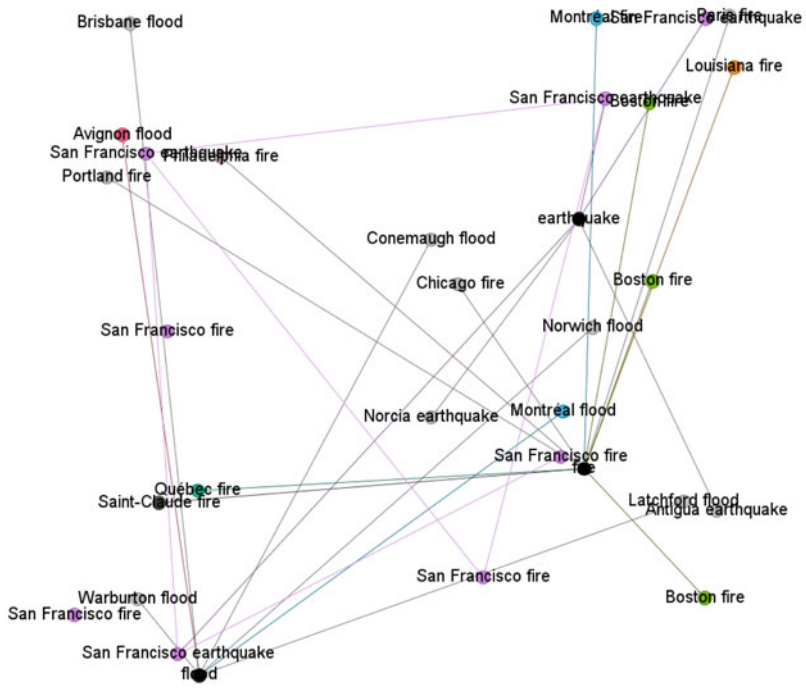 Brisbane flood
Montréal fire
San Francisco earthquake
Paris fire
Louisiana fire
San Francisco earthquake
Boston fire
Avignon flood
San Francisco earthquake
Philadelphia fire
Portland fire
earthquake
Conemaugh flood
Chicago fire
Boston fire
San Francisco fire
Norwich flood
Norcia earthquake
Montréal flood
San Francisco fire
fire
Québec fire
Saint-Claude fire
Latchford flood
Antigua earthquake
San Francisco fire
Warburton flood
Boston fire
San Francisco fire
San Francisco earthquake
flood